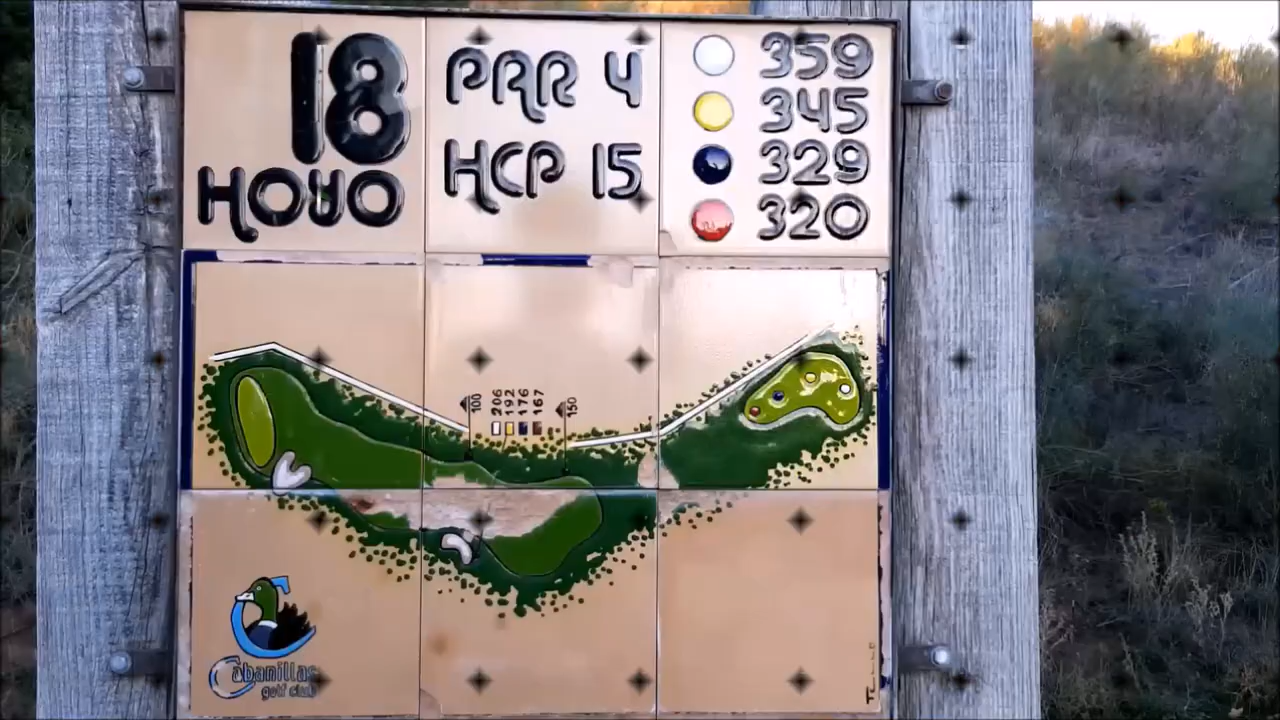 18
HOYO
PAR 4
HCP 15
359
345
329
320
100
206
192
176
167
150
Cabanillas
golf club